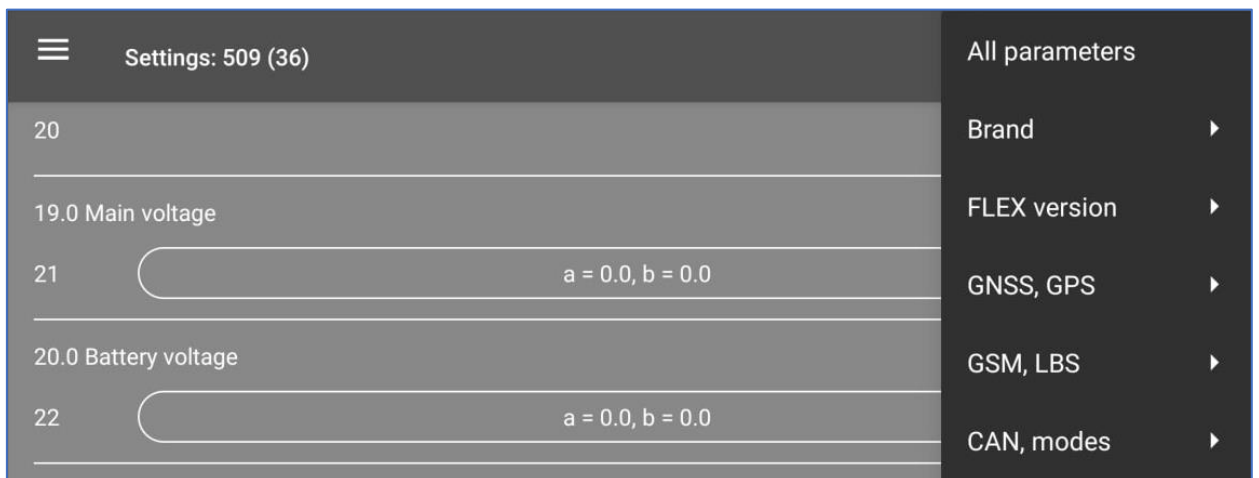 Settings: 509 (36)
20
19.0 Main voltage
21
a = 0.0, b = 0.0
20.0 Battery voltage
22
a = 0.0, b = 0.0
All parameters
Brand
FLEX version
GNSS, GPS
GSM, LBS
CAN, modes